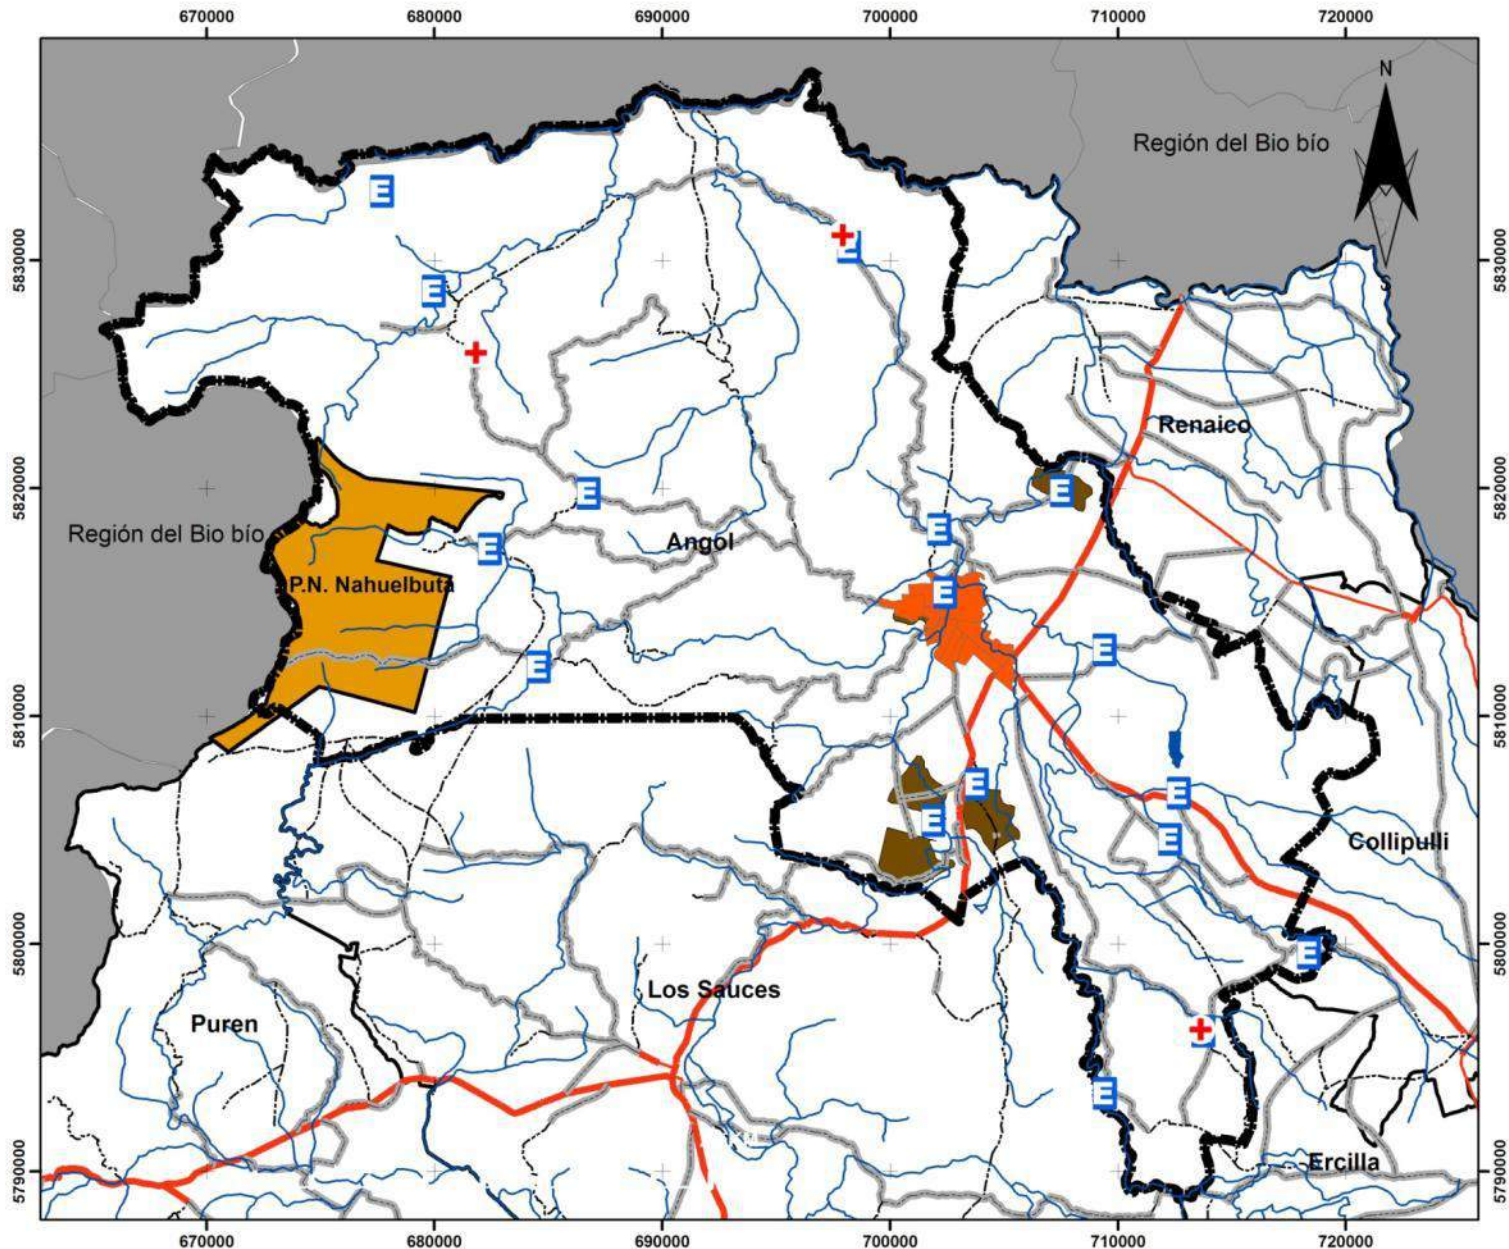 670000 680000 690000 700000 710000 720000
N
Región del Bio bío
E
5830000 E 5830000
E
S
Renaico
E
5820000 E 5820000
E
Región del Bio bío
Angol
E
P.N. Nahuelbuta
E
E
E
5810000 5810000
E
E
E
E
Collipulli
5800000 E 5800000
Los Sauces
Puren
E
KM
Ercilla
5790000 5790000
670000 680000 690000 700000 710000 720000